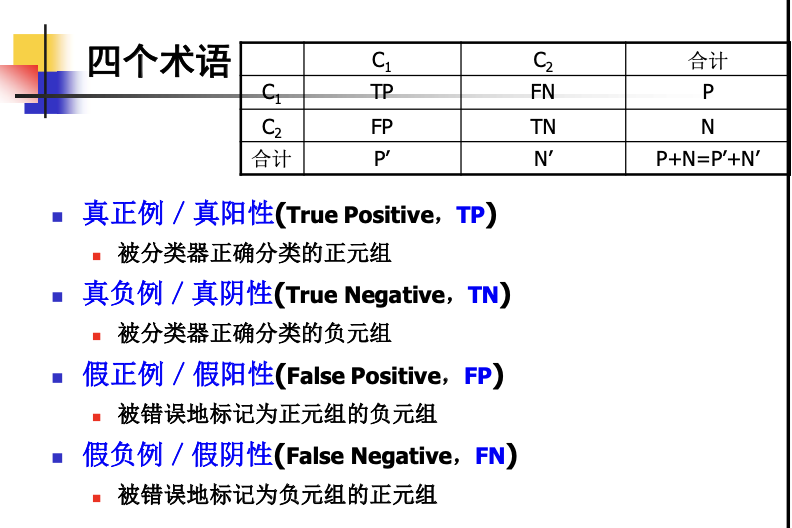 四个术语
C₁ C₂ 合计
C₁ TP FN P
C₂ FP TN N
合计 P′ N′ P+N=P′+N′
真正例／真阳性(True Positive，TP)
被分类器正确分类的正元组
真负例／真阴性(True Negative，TN)
被分类器正确分类的负元组
假正例／假阳性(False Positive，FP)
被错误地标记为正元组的负元组
假负例／假阴性(False Negative，FN)
被错误地标记为负元组的正元组